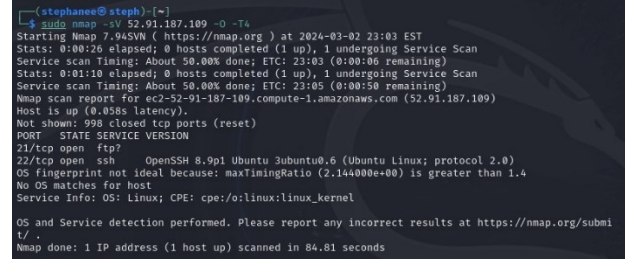 ┌──(stephanee㉿steph)-[~]
└─$ sudo nmap -sV 52.91.187.109 -O -T4
Starting Nmap 7.94SVN ( https://nmap.org ) at 2024-03-02 23:03 EST
Stats: 0:00:26 elapsed; 0 hosts completed (1 up), 1 undergoing Service Scan
Service scan Timing: About 50.00% done; ETC: 23:03 (0:00:06 remaining)
Stats: 0:01:10 elapsed; 0 hosts completed (1 up), 1 undergoing Service Scan
Service scan Timing: About 50.00% done; ETC: 23:05 (0:00:50 remaining)
Nmap scan report for ec2-52-91-187-109.compute-1.amazonaws.com (52.91.187.109)
Host is up (0.058s latency).
Not shown: 998 closed tcp ports (reset)
PORT   STATE SERVICE VERSION
21/tcp open  ftp?
22/tcp open  ssh     OpenSSH 8.9p1 Ubuntu 3ubuntu0.6 (Ubuntu Linux; protocol 2.0)
OS fingerprint not ideal because: maxTimingRatio (2.144000e+00) is greater than 1.4
No OS matches for host
Service Info: OS: Linux; CPE: cpe:/o:linux:linux_kernel

OS and Service detection performed. Please report any incorrect results at https://nmap.org/submi
t/ .
Nmap done: 1 IP address (1 host up) scanned in 84.81 seconds